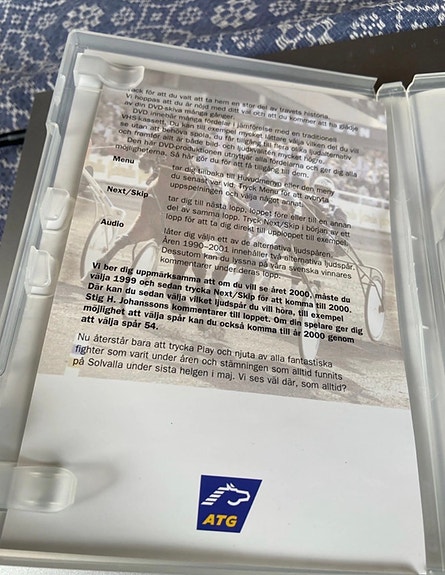 Tack för du valt att ta hem en stor del av travets historia.
Vi hoppas att du är nöjd med ditt val och att du kommer att få glädje
av din DVD-skiva många gånger.
DVD innehar många fördelar i jämförelse med en traditionell
VHS-kassett. Du kan till exempel mycket lättare välja vilken del du vill
se utan att behöva spola, du får tillgång till flera olika ljudalternativ
och framför allt är både bild- och ljudkvaliten mycket högre.
Den här DVD-produktionen utnyttjar alla fördelarna och ger dig alla
möjligheterna. Så här gör du för att få tillgång till dem.
Menu
tar dig tillbaka till Huvudmenyn eller den meny
du senast var vid. Tryck Menu för att avbryta
uppspelningen och välja något annat.
Next/Skip
tar dig till nästa lopp, loppet före eller till en annan
del av samma lopp. Tryck Next/Skip i början av ett
lopp för att ta dig direkt till upploppet till exempel.
Audio
låter dig välja ett av de alternativa ljudspåren.
Åren 1990–2001 innehåller två alternativa ljudspår.
Dessutom kan du lyssna på våra svenska vinnares
kommentarer under deras lopp.
Vi ber dig uppmärksamma att om du vill se året 2000, måste du
välja 1999 och sedan trycka Next/Skip för att komma till 2000.
Där kan du sedan välja vilket ljudspår du vill höra, till exempel
Stig H. Johanssons kommentarer till loppet. Om din spelare ger dig
möjlighet att välja spår kan du också komma till år 2000 genom
att välja spår 54.
Nu återstår bara att trycka Play och njuta av alla fantastiska
fighter som varit under åren och stämningen som alltid funnits
på Solvalla under sista helgen i maj. Vi ses väl där, som alltid?
ATG